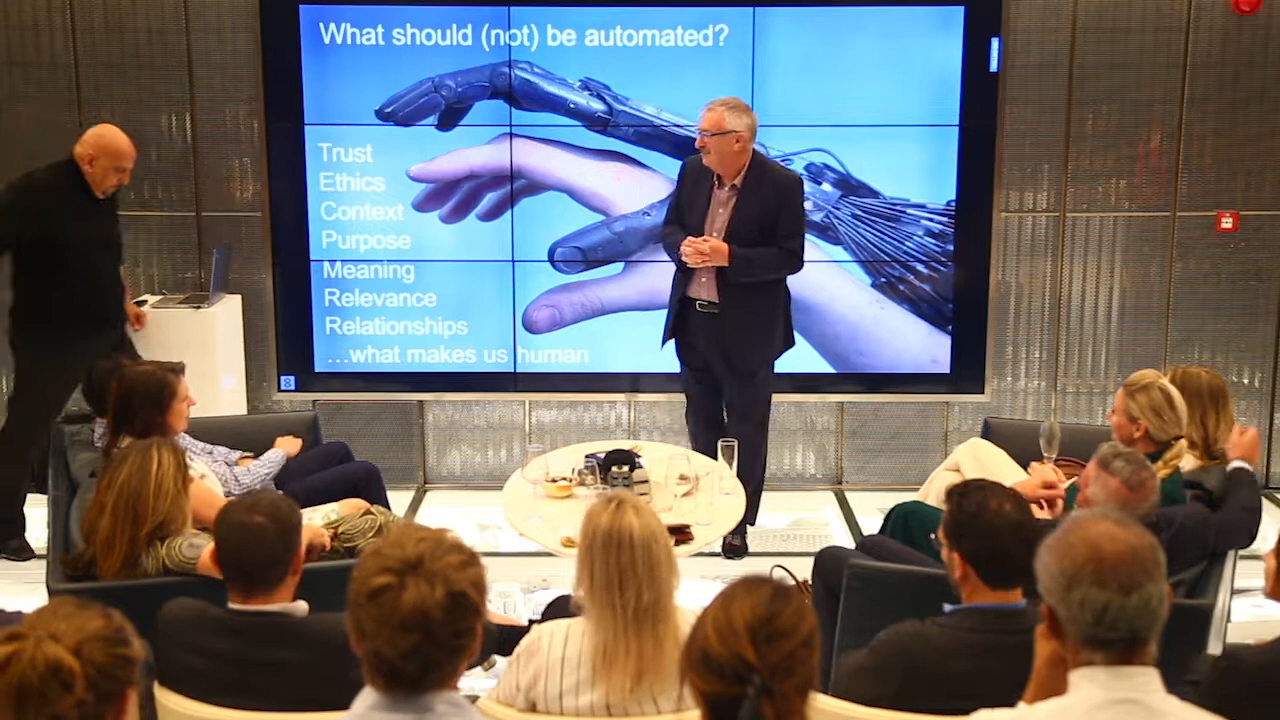 What should (not) be automated?
Trust
Ethics
Context
Purpose
Meaning
Relevance
Relationships
...what makes us human